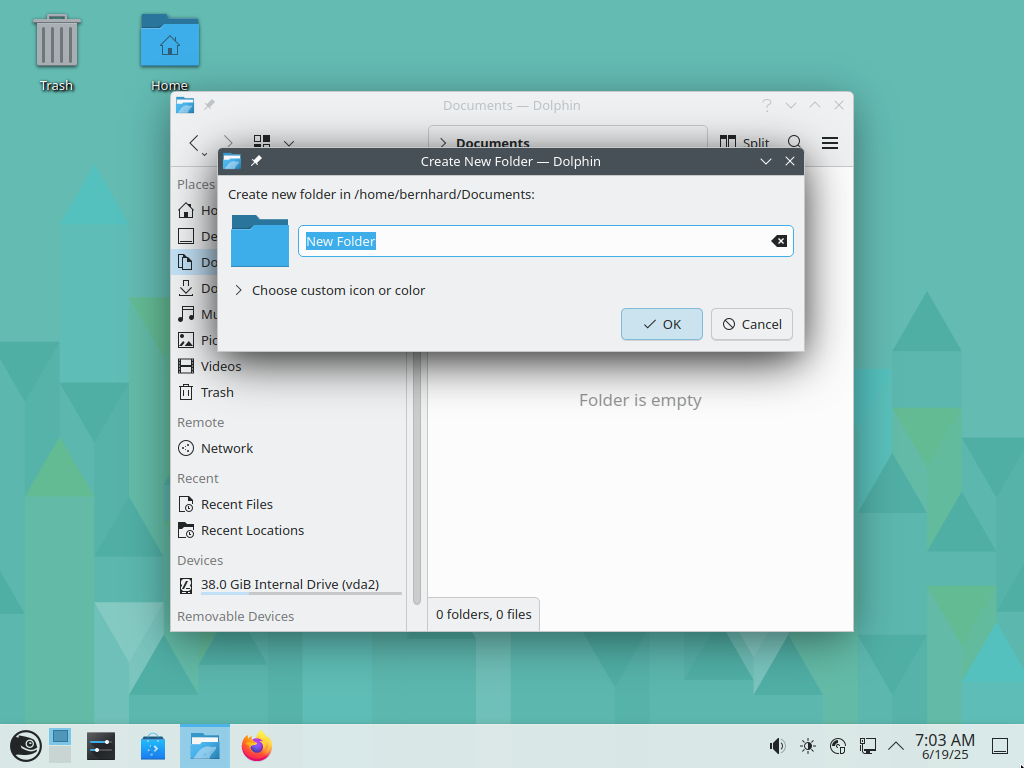 Trash
Home
Documents — Dolphin
Documents
Split
Create New Folder — Dolphin
Create new folder in /home/bernhard/Documents:
New Folder
Choose custom icon or color
OK
Cancel
Places
Ho
De
Do
Do
Mu
Pic
Videos
Trash
Remote
Network
Recent
Recent Files
Recent Locations
Devices
38.0 GiB Internal Drive (vda2)
Removable Devices
Folder is empty
0 folders, 0 files
7:03 AM
6/19/25